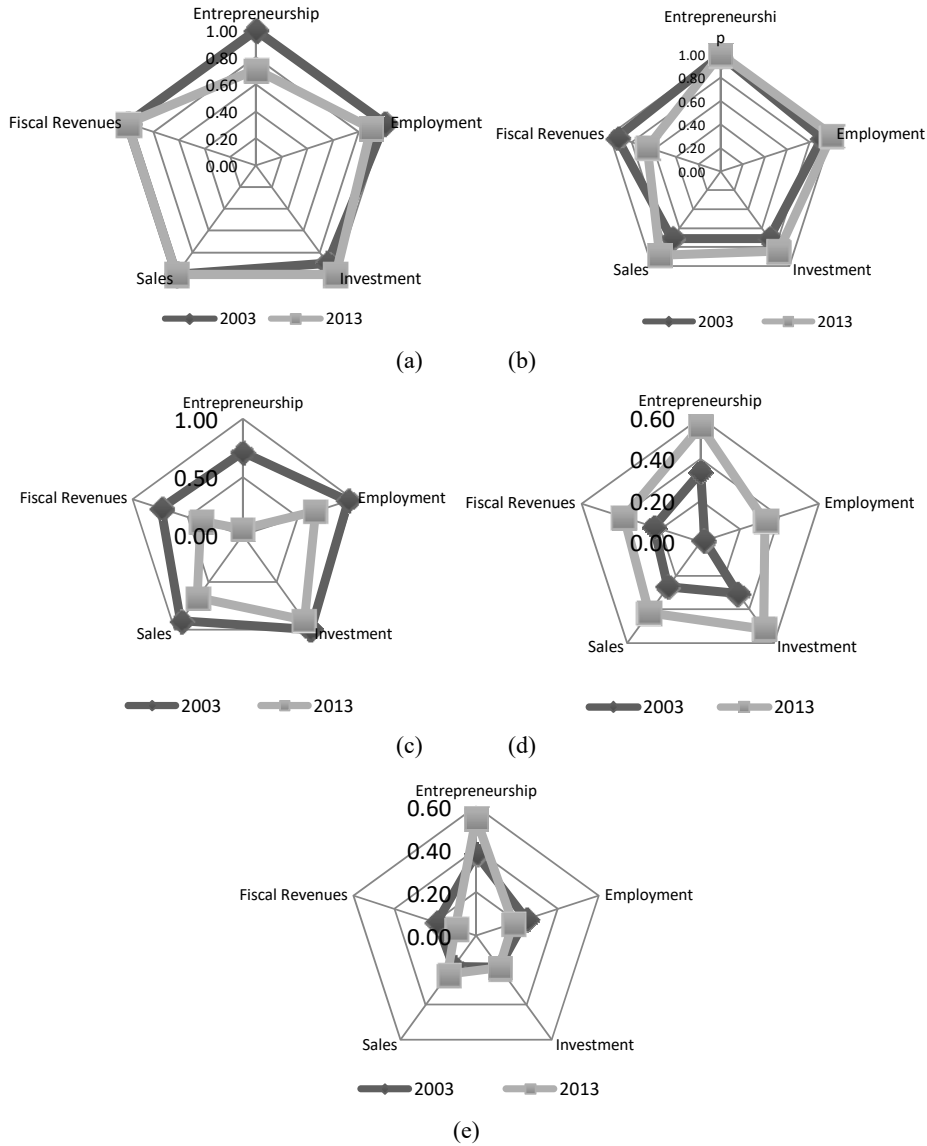 Entrepreneurship
1.00
0.80
0.60
0.40
0.20
0.00
Fiscal Revenues
Employment
Sales
Investment
2003
2013
(a)
Entrepreneurshi
p
1.00
0.80
0.60
0.40
0.20
0.00
Fiscal Revenues
Employment
Sales
Investment
2003
2013
(b)
Entrepreneurship
1.00
0.50
0.00
Fiscal Revenues
Employment
Sales
Investment
2003
2013
(c)
Entrepreneurship
0.60
0.40
0.20
0.00
Fiscal Revenues
Employment
Sales
Investment
2003
2013
(d)
Entrepreneurship
0.60
0.40
0.20
0.00
Fiscal Revenues
Employment
Sales
Investment
2003
2013
(e)